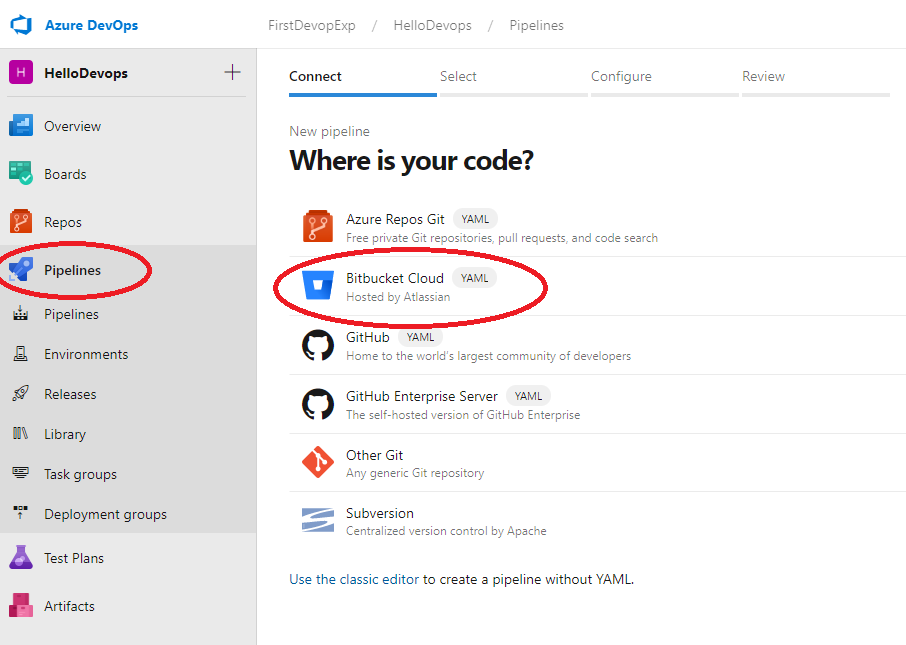 Azure DevOps
FirstDevopExp / HelloDevops / Pipelines
H HelloDevops +
Overview
Boards
Repos
Pipelines
Pipelines
Environments
Releases
Library
Task groups
Deployment groups
Test Plans
Artifacts
Connect Select Configure Review
New pipeline
Where is your code?
Azure Repos Git YAML
Free private Git repositories, pull requests, and code search
Bitbucket Cloud YAML
Hosted by Atlassian
GitHub YAML
Home to the world's largest community of developers
GitHub Enterprise Server YAML
The self-hosted version of GitHub Enterprise
Other Git
Any generic Git repository
Subversion
Centralized version control by Apache
Use the classic editor to create a pipeline without YAML.